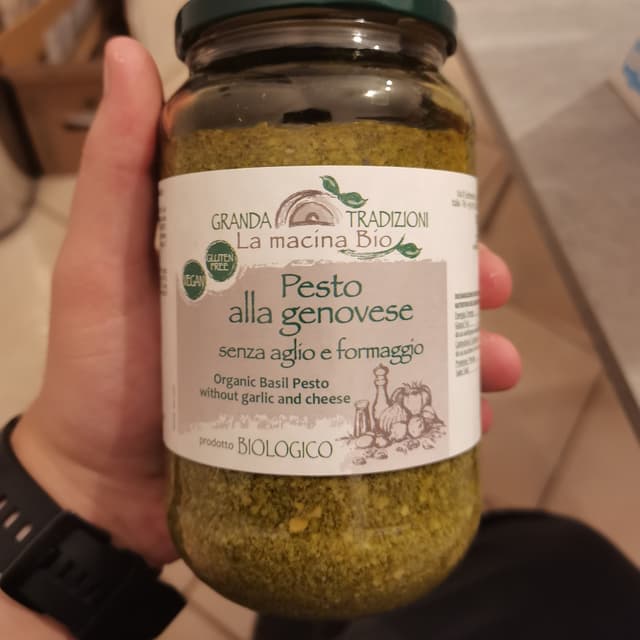 GRANDA TRADIZIONI
La macina Bio
GLUTEN FREE
VEGAN
Pesto
alla genovese
senza aglio e formaggio
Organic Basil Pesto
without garlic and cheese
prodotto BIOLOGICO